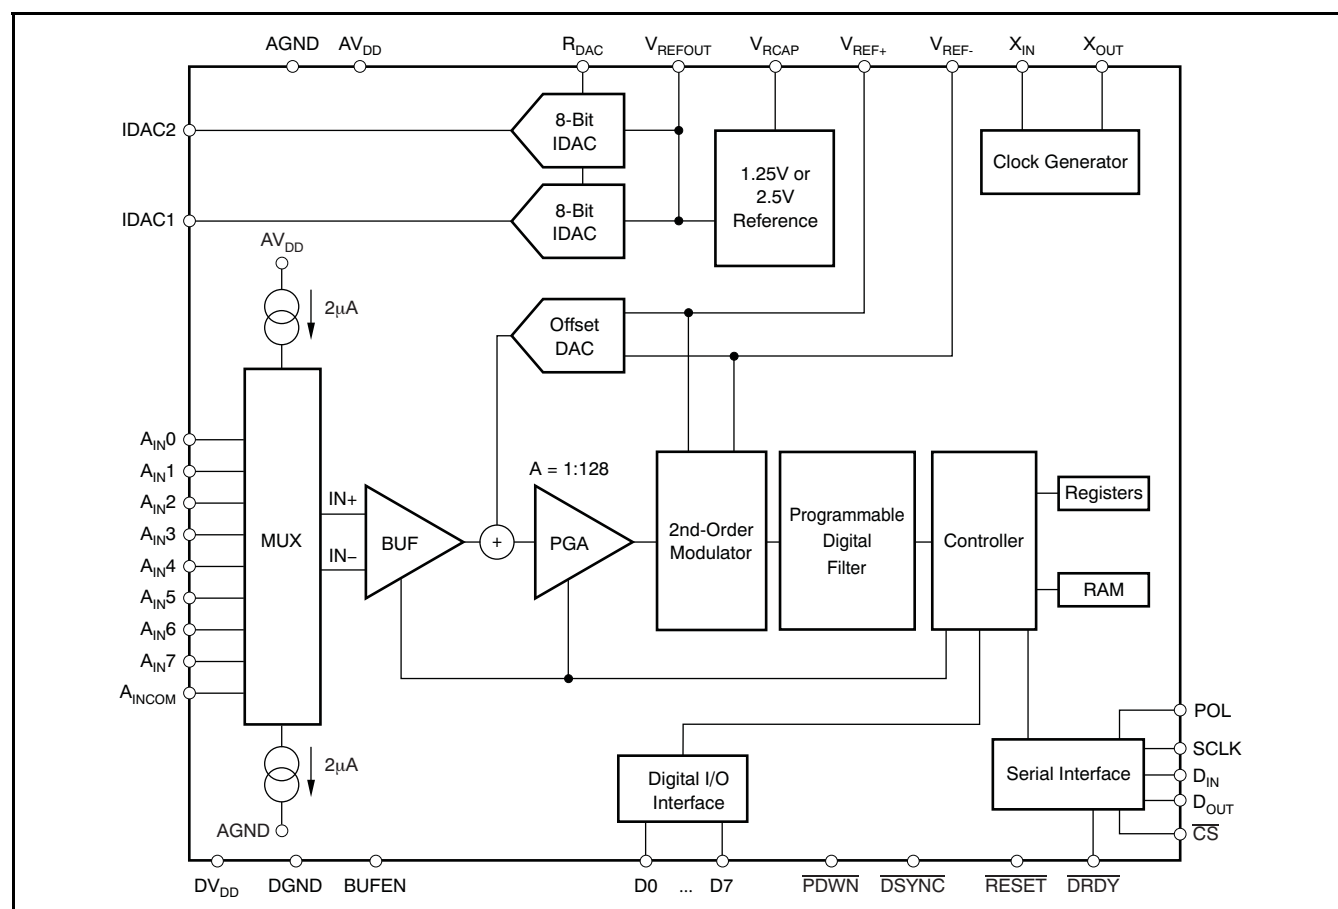 AGND AVDD RDAC VREFOUT VRCAP VREF+ VREF- XIN XOUT
IDAC2
8-Bit
IDAC
1.25V or
2.5V
Reference
Clock Generator
IDAC1
8-Bit
IDAC
AVDD
2μA
Offset
DAC
AIN0
AIN1
AIN2
AIN3
AIN4
AIN5
AIN6
AIN7
AINCOM
MUX
IN+
IN−
BUF
+
A = 1:128
PGA
2nd-Order
Modulator
Programmable
Digital
Filter
Controller
Registers
RAM
2μA
AGND
Digital I/O
Interface
Serial Interface
POL
SCLK
DIN
DOUT
CS
DVDD DGND BUFEN D0 ... D7 PDWN DSYNC RESET DRDY